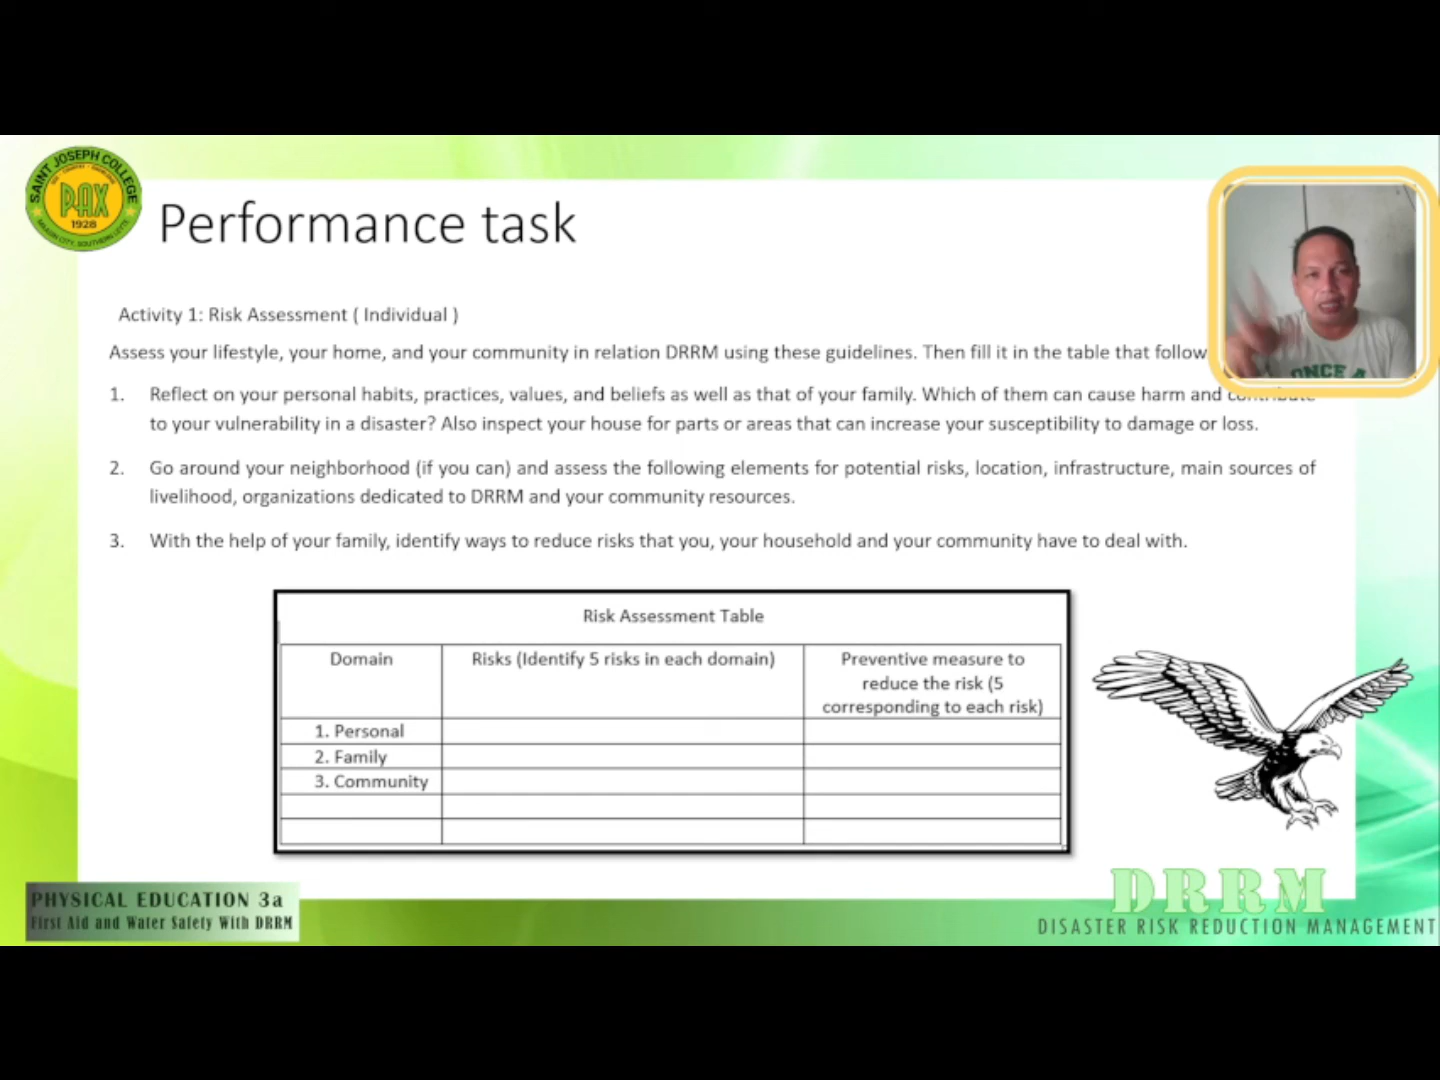 SAINT JOSEPH COLLEGE
PAX
1928
MAASIN CITY, SOUTHERN LEYTE
Performance task
Activity 1: Risk Assessment ( Individual )
Assess your lifestyle, your home, and your community in relation DRRM using these guidelines. Then fill it in the table that follow
1. Reflect on your personal habits, practices, values, and beliefs as well as that of your family. Which of them can cause harm and contribute
to your vulnerability in a disaster? Also inspect your house for parts or areas that can increase your susceptibility to damage or loss.
2. Go around your neighborhood (if you can) and assess the following elements for potential risks, location, infrastructure, main sources of
livelihood, organizations dedicated to DRRM and your community resources.
3. With the help of your family, identify ways to reduce risks that you, your household and your community have to deal with.
Risk Assessment Table
Domain
Risks (Identify 5 risks in each domain)
Preventive measure to
reduce the risk (5
corresponding to each risk)
1. Personal
2. Family
3. Community
ONCE A
PHYSICAL EDUCATION 3a
First Aid and Water Safety With DRRM
DRRM
DISASTER RISK REDUCTION MANAGEMENT